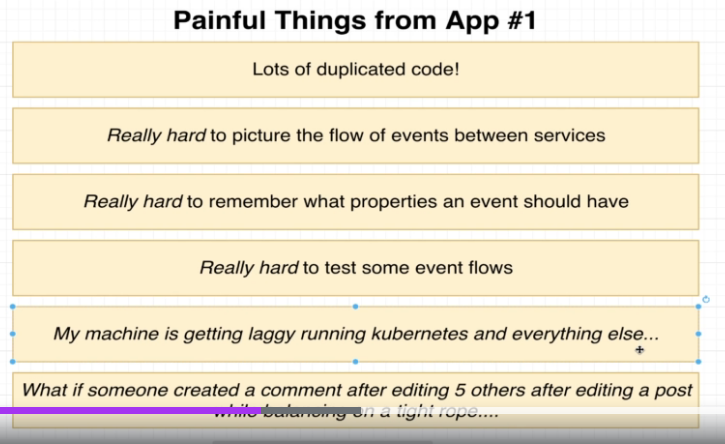 Painful Things from App #1
Lots of duplicated code!
Really hard to picture the flow of events between services
Really hard to remember what properties an event should have
Really hard to test some event flows
My machine is getting laggy running kubernetes and everything else...
What if someone created a comment after editing 5 others after editing a post
while balancing on a tight rope....